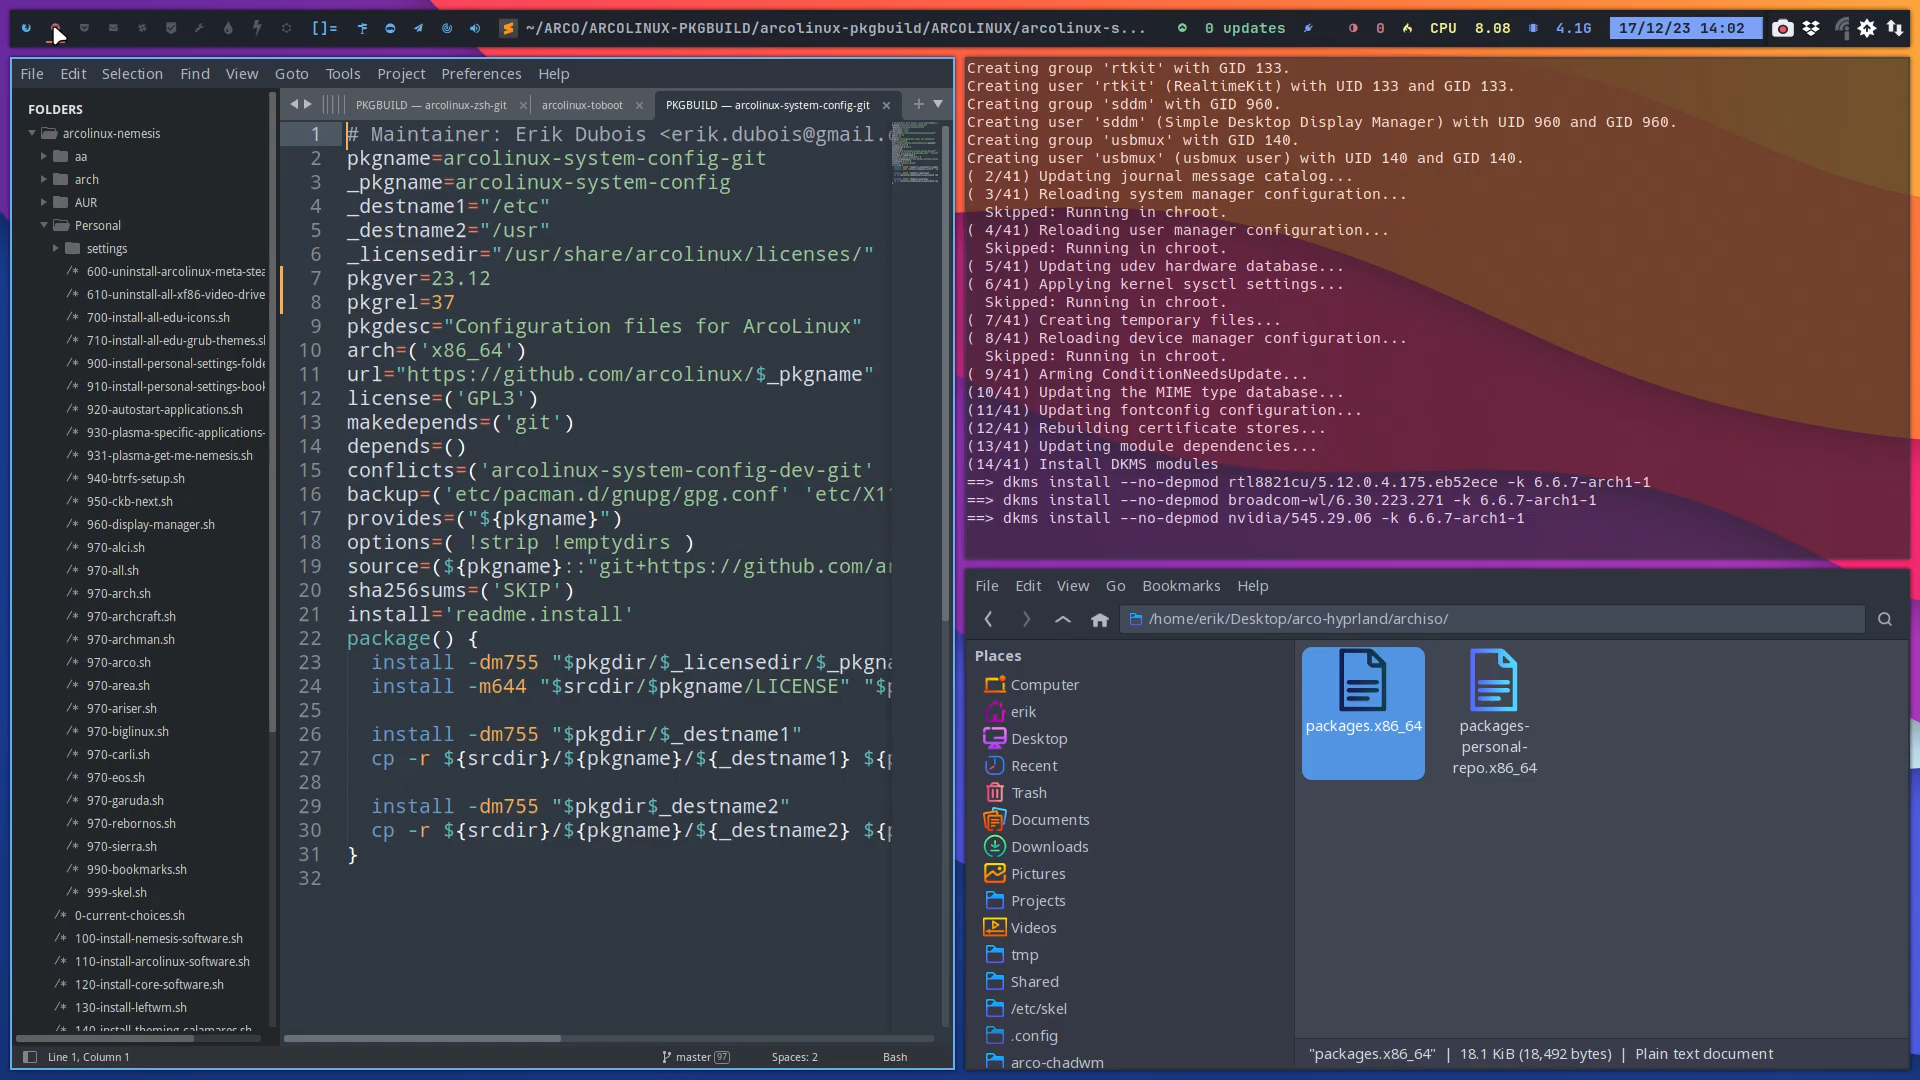 []=
~/ARCO/ARCOLINUX-PKGBUILD/arcolinux-pkgbuild/ARCOLINUX/arcolinux-s...
0 updates
0
CPU 8.08
4.1G
17/12/23 14:02
File Edit Selection Find View Goto Tools Project Preferences Help
FOLDERS
arcolinux-nemesis
aa
arch
AUR
Personal
settings
/* 600-uninstall-arcolinux-meta-stea
/* 610-uninstall-all-xf86-video-drive
/* 700-install-all-edu-icons.sh
/* 710-install-all-edu-grub-themes.sl
/* 900-install-personal-settings-folde
/* 910-install-personal-settings-book
/* 920-autostart-applications.sh
/* 930-plasma-specific-applications-
/* 931-plasma-get-me-nemesis.sh
/* 940-btrfs-setup.sh
/* 950-ckb-next.sh
/* 960-display-manager.sh
/* 970-alci.sh
/* 970-all.sh
/* 970-arch.sh
/* 970-archcraft.sh
/* 970-archman.sh
/* 970-arco.sh
/* 970-area.sh
/* 970-ariser.sh
/* 970-biglinux.sh
/* 970-carli.sh
/* 970-eos.sh
/* 970-garuda.sh
/* 970-rebornos.sh
/* 970-sierra.sh
/* 990-bookmarks.sh
/* 999-skel.sh
/* 0-current-choices.sh
/* 100-install-nemesis-software.sh
/* 110-install-arcolinux-software.sh
/* 120-install-core-software.sh
/* 130-install-leftwm.sh
/* 140-install-theming-calamares.sh
PKGBUILD — arcolinux-zsh-git
arcolinux-toboot
PKGBUILD — arcolinux-system-config-git
1 # Maintainer: Erik Dubois <erik.dubois@gmail.
2 pkgname=arcolinux-system-config-git
3 _pkgname=arcolinux-system-config
4 _destname1="/etc"
5 _destname2="/usr"
6 _licensedir="/usr/share/arcolinux/licenses/"
7 pkgver=23.12
8 pkgrel=37
9 pkgdesc="Configuration files for ArcoLinux"
10 arch=('x86_64')
11 url="https://github.com/arcolinux/$_pkgname"
12 license=('GPL3')
13 makedepends=('git')
14 depends=()
15 conflicts=('arcolinux-system-config-dev-git'
16 backup=('etc/pacman.d/gnupg/gpg.conf' 'etc/X11
17 provides=("${pkgname}")
18 options=( !strip !emptydirs )
19 source=(${pkgname}::"git+https://github.com/ar
20 sha256sums=('SKIP')
21 install='readme.install'
22 package() {
23 install -dm755 "$pkgdir/$_licensedir/$_pkgna
24 install -m644 "$srcdir/$pkgname/LICENSE" "$p
25
26 install -dm755 "$pkgdir/$_destname1"
27 cp -r ${srcdir}/${pkgname}/${_destname1} ${p
28
29 install -dm755 "$pkgdir$_destname2"
30 cp -r ${srcdir}/${pkgname}/${_destname2} ${p
31 }
32
Line 1, Column 1
master 97
Spaces: 2
Bash
Creating group 'rtkit' with GID 133.
Creating user 'rtkit' (RealtimeKit) with UID 133 and GID 133.
Creating group 'sddm' with GID 960.
Creating user 'sddm' (Simple Desktop Display Manager) with UID 960 and GID 960.
Creating group 'usbmux' with GID 140.
Creating user 'usbmux' (usbmux user) with UID 140 and GID 140.
( 2/41) Updating journal message catalog...
( 3/41) Reloading system manager configuration...
Skipped: Running in chroot.
( 4/41) Reloading user manager configuration...
Skipped: Running in chroot.
( 5/41) Updating udev hardware database...
( 6/41) Applying kernel sysctl settings...
Skipped: Running in chroot.
( 7/41) Creating temporary files...
( 8/41) Reloading device manager configuration...
Skipped: Running in chroot.
( 9/41) Arming ConditionNeedsUpdate...
(10/41) Updating the MIME type database...
(11/41) Updating fontconfig configuration...
(12/41) Rebuilding certificate stores...
(13/41) Updating module dependencies...
(14/41) Install DKMS modules
==> dkms install --no-depmod rtl8821cu/5.12.0.4.175.eb52ece -k 6.6.7-arch1-1
==> dkms install --no-depmod broadcom-wl/6.30.223.271 -k 6.6.7-arch1-1
==> dkms install --no-depmod nvidia/545.29.06 -k 6.6.7-arch1-1
File Edit View Go Bookmarks Help
/home/erik/Desktop/arco-hyprland/archiso/
Places
Computer
erik
Desktop
Recent
Trash
Documents
Downloads
Pictures
Projects
Videos
tmp
Shared
/etc/skel
.config
arco-chadwm
packages.x86_64
packages-
personal-
repo.x86_64
"packages.x86_64" | 18.1 KiB (18,492 bytes) | Plain text document